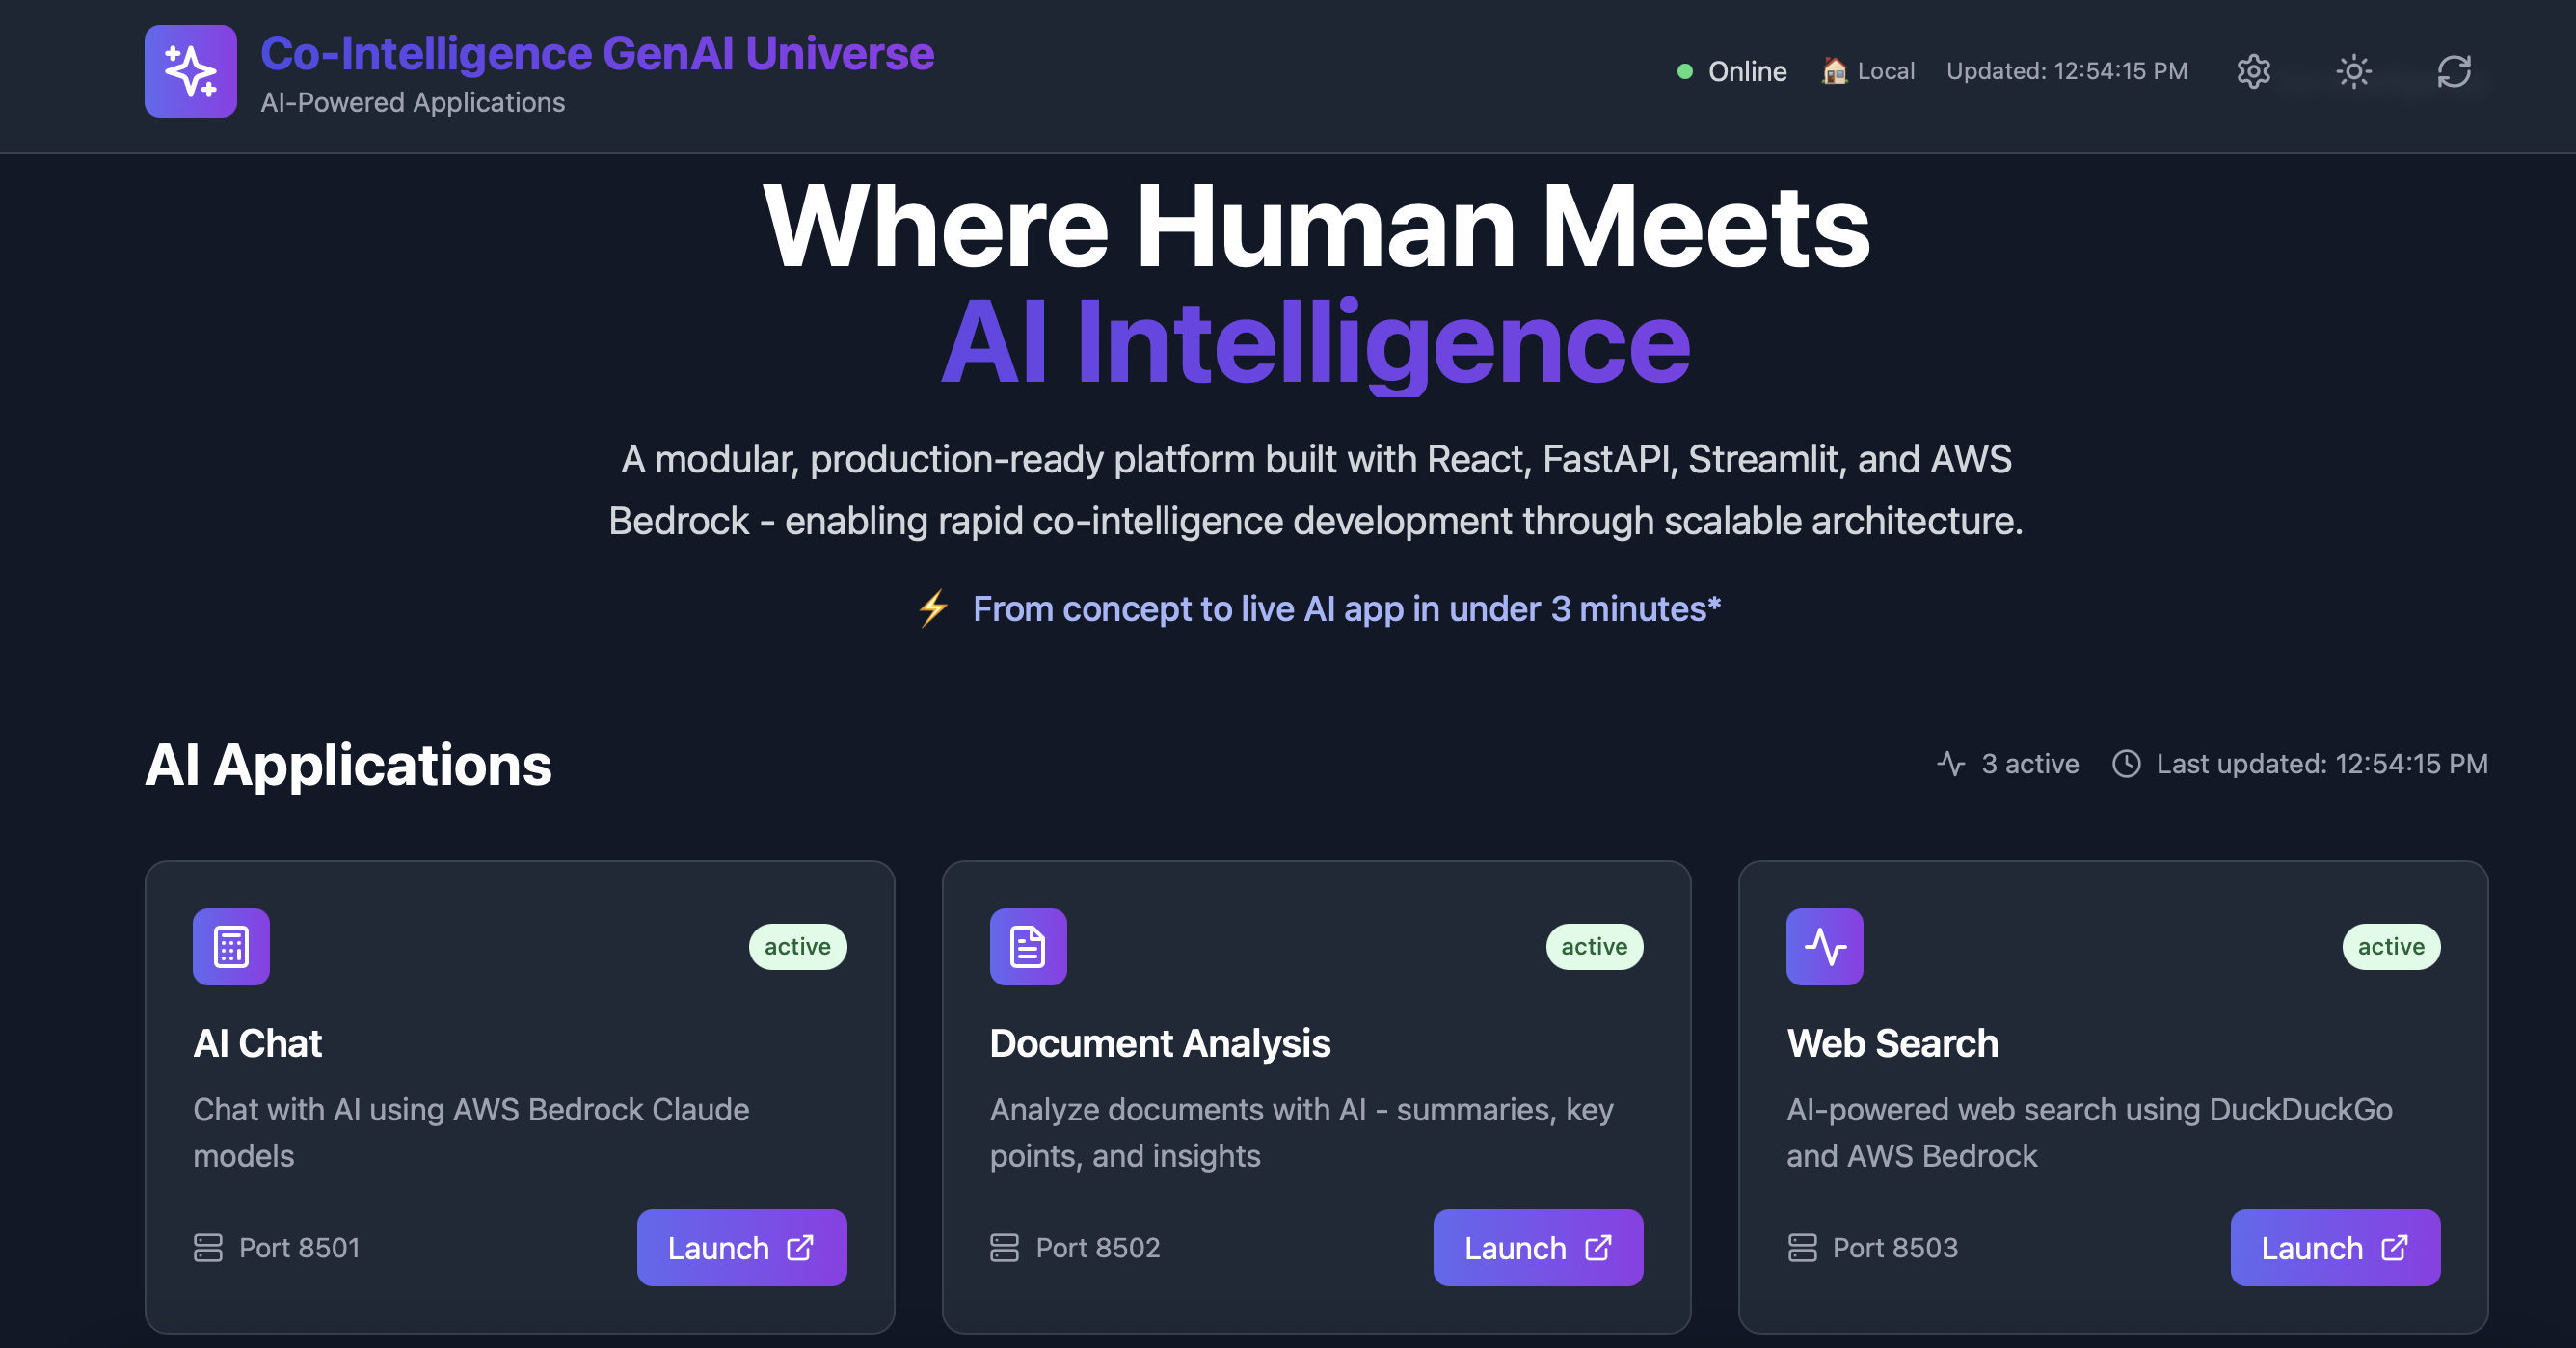 Co-Intelligence GenAI Universe
AI-Powered Applications
Online
Local
Updated: 12:54:15 PM
Where Human Meets
AI Intelligence
A modular, production-ready platform built with React, FastAPI, Streamlit, and AWS
Bedrock - enabling rapid co-intelligence development through scalable architecture.
⚡ From concept to live AI app in under 3 minutes*
AI Applications
3 active
Last updated: 12:54:15 PM
active
AI Chat
Chat with AI using AWS Bedrock Claude
models
Port 8501
Launch
active
Document Analysis
Analyze documents with AI - summaries, key
points, and insights
Port 8502
Launch
active
Web Search
AI-powered web search using DuckDuckGo
and AWS Bedrock
Port 8503
Launch